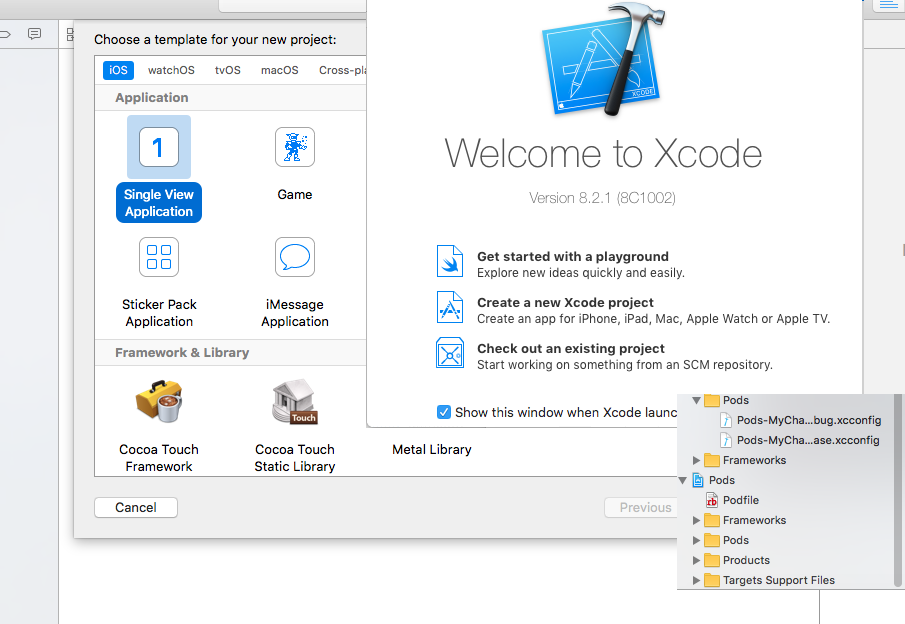 Choose a template for your new project:
iOS
watchOS
tvOS
macOS
Cross-pla
Application
1
Single View
Application
Game
Sticker Pack
Application
iMessage
Application
Framework & Library
Touch
Cocoa Touch
Framework
Cocoa Touch
Static Library
Metal Library
Cancel
Previous
XCODE
Welcome to Xcode
Version 8.2.1 (8C1002)
Get started with a playground
Explore new ideas quickly and easily.
Create a new Xcode project
Create an app for iPhone, iPad, Mac, Apple Watch or Apple TV.
Check out an existing project
Start working on something from an SCM repository.
Show this window when Xcode launc
Pods
Pods-MyCha...bug.xcconfig
Pods-MyCha...ase.xcconfig
Frameworks
Pods
rb
Podfile
Frameworks
Pods
Products
Targets Support Files